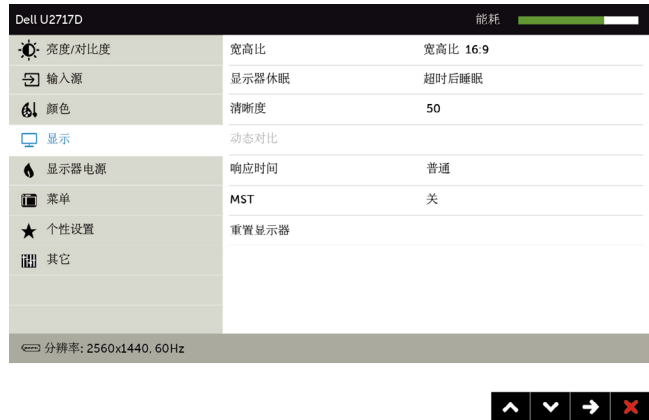 Dell U2717D 能耗
亮度/对比度 宽高比 宽高比 16:9
输入源 显示器休眠 超时后睡眠
颜色 清晰度 50
显示 动态对比
显示器电源 响应时间 普通
菜单 MST 关
个性设置 重置显示器
其它
分辨率: 2560x1440, 60Hz